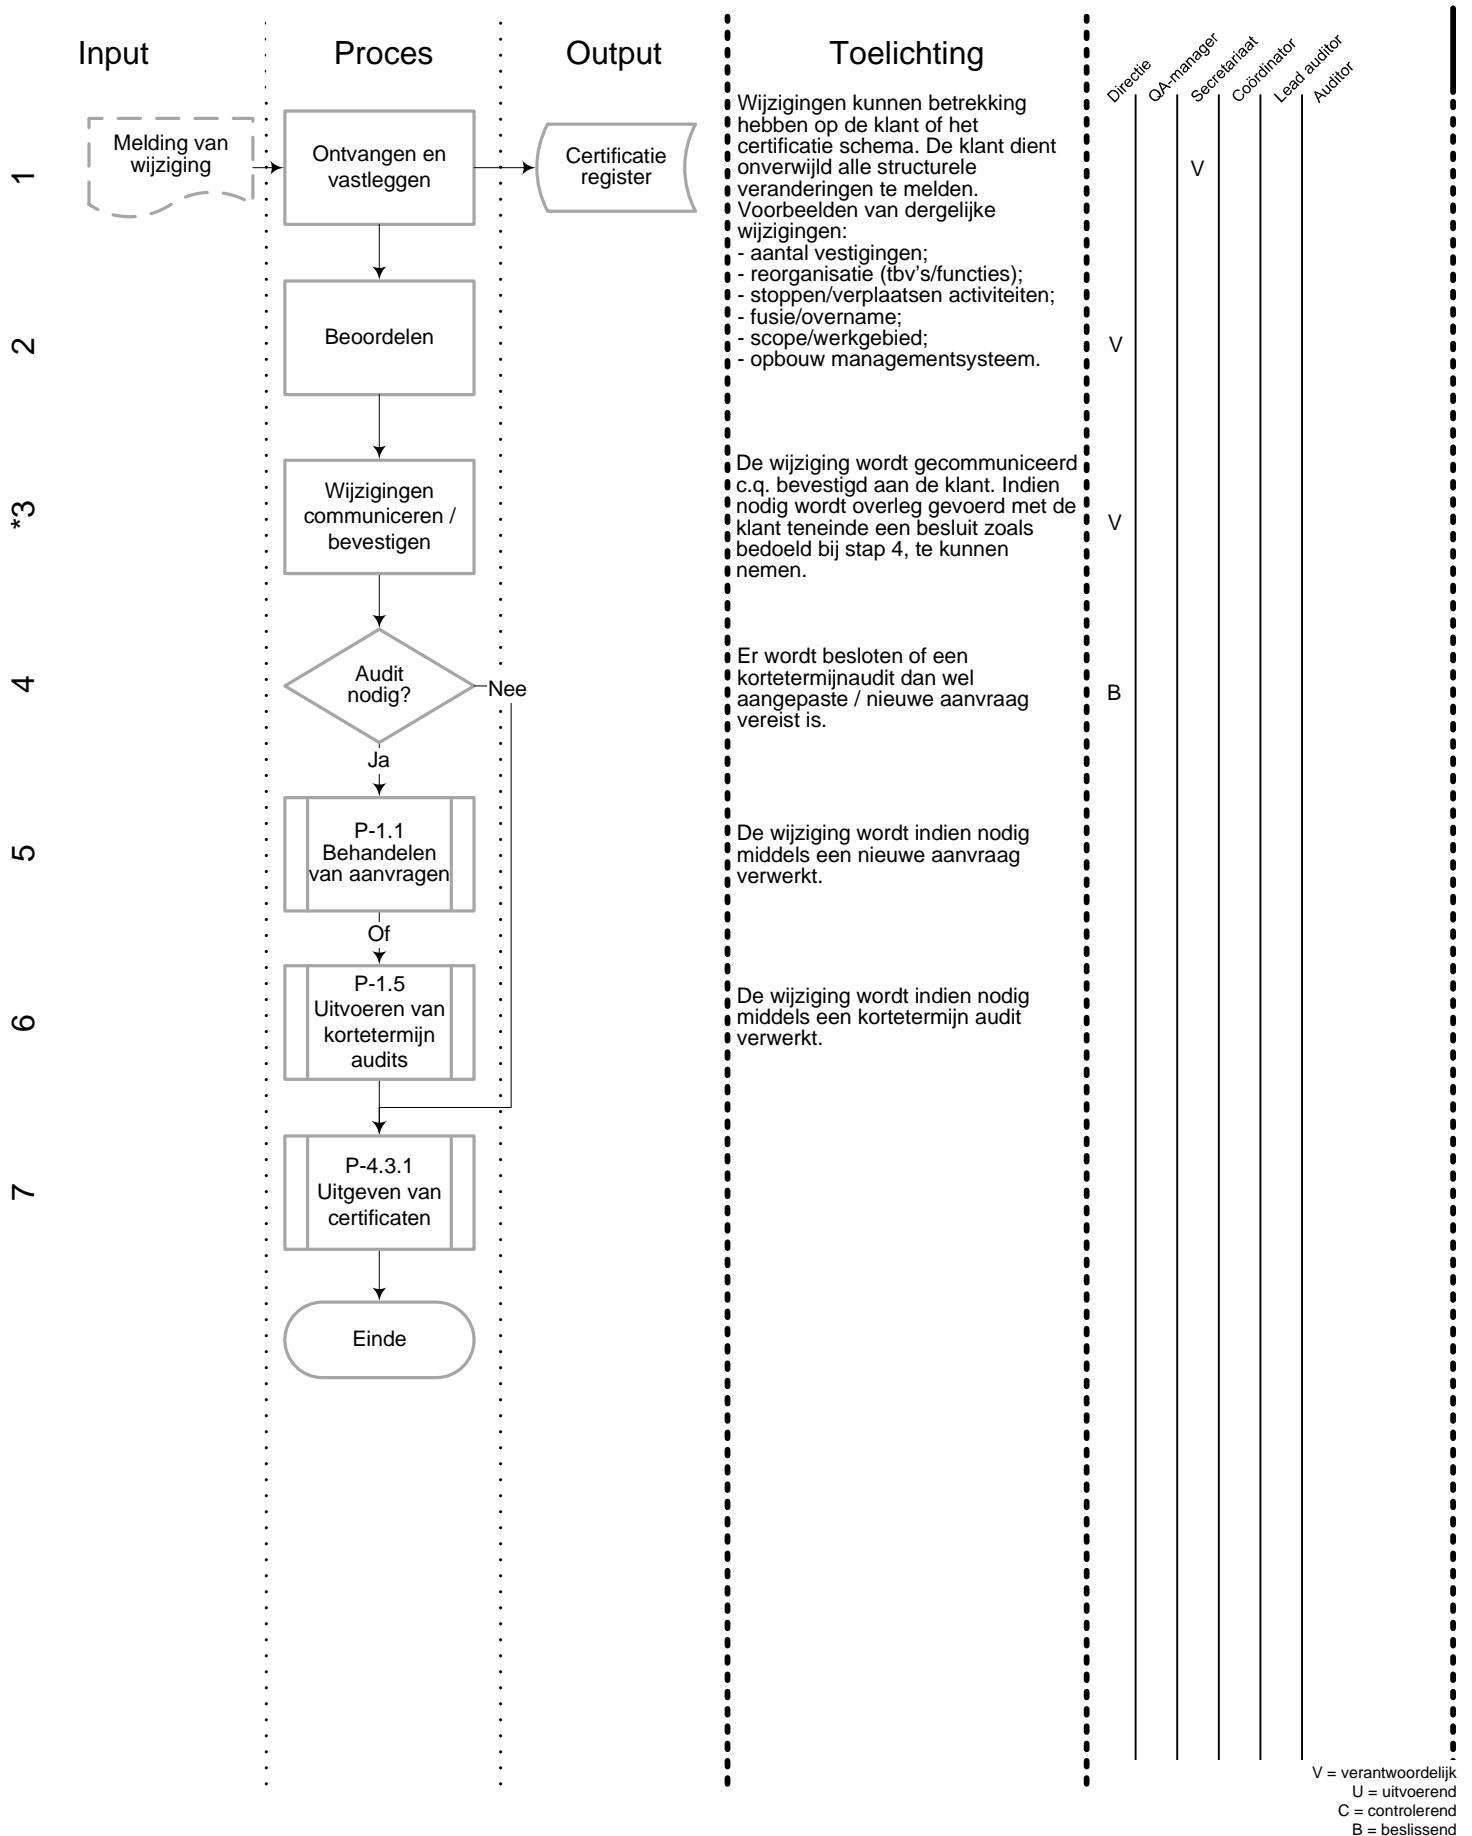 Input
Proces
Output
Toelichting
Directie
QA-manager
Secretariaat
Coördinator
Lead auditor
Auditor
1
Melding van
wijziging
Ontvangen en
vastleggen
Certificatie
register
Wijzigingen kunnen betrekking
hebben op de klant of het
certificatie schema. De klant dient
onverwijld alle structurele
veranderingen te melden.
Voorbeelden van dergelijke
wijzigingen:
- aantal vestigingen;
- reorganisatie (tbv's/functies);
- stoppen/verplaatsen activiteiten;
- fusie/overname;
- scope/werkgebied;
- opbouw managementsysteem.
V
2
Beoordelen
V
*3
Wijzigingen
communiceren /
bevestigen
De wijziging wordt gecommuniceerd
c.q. bevestigd aan de klant. Indien
nodig wordt overleg gevoerd met de
klant teneinde een besluit zoals
bedoeld bij stap 4, te kunnen
nemen.
V
4
Audit
nodig?
Nee
Ja
Er wordt besloten of een
kortetermijnaudit dan wel
aangepaste / nieuwe aanvraag
vereist is.
B
5
P-1.1
Behandelen
van aanvragen
Of
De wijziging wordt indien nodig
middels een nieuwe aanvraag
verwerkt.
6
P-1.5
Uitvoeren van
kortetermijn
audits
De wijziging wordt indien nodig
middels een kortetermijn audit
verwerkt.
7
P-4.3.1
Uitgeven van
certificaten
Einde
V = verantwoordelijk
U = uitvoerend
C = controlerend
B = beslissend